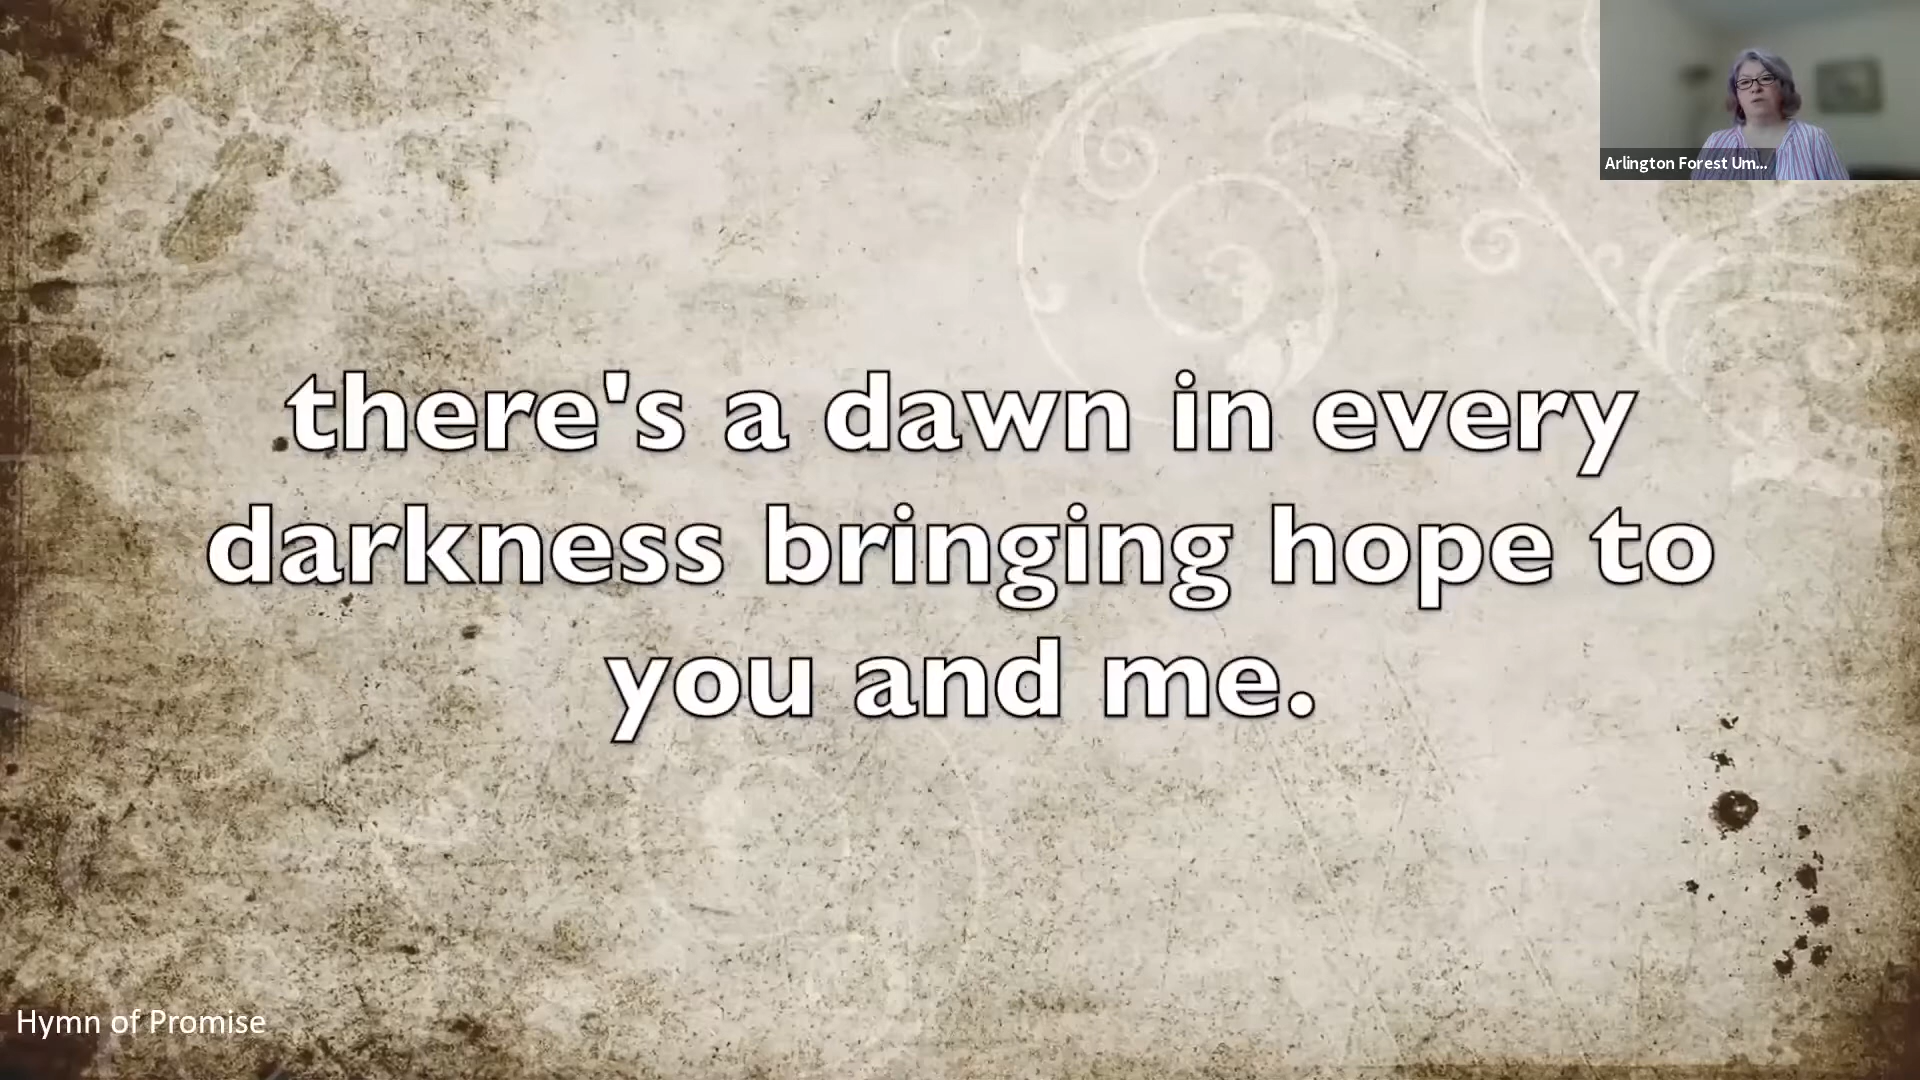 Arlington Forest Um...
there's a dawn in every
darkness bringing hope to
you and me.
Hymn of Promise